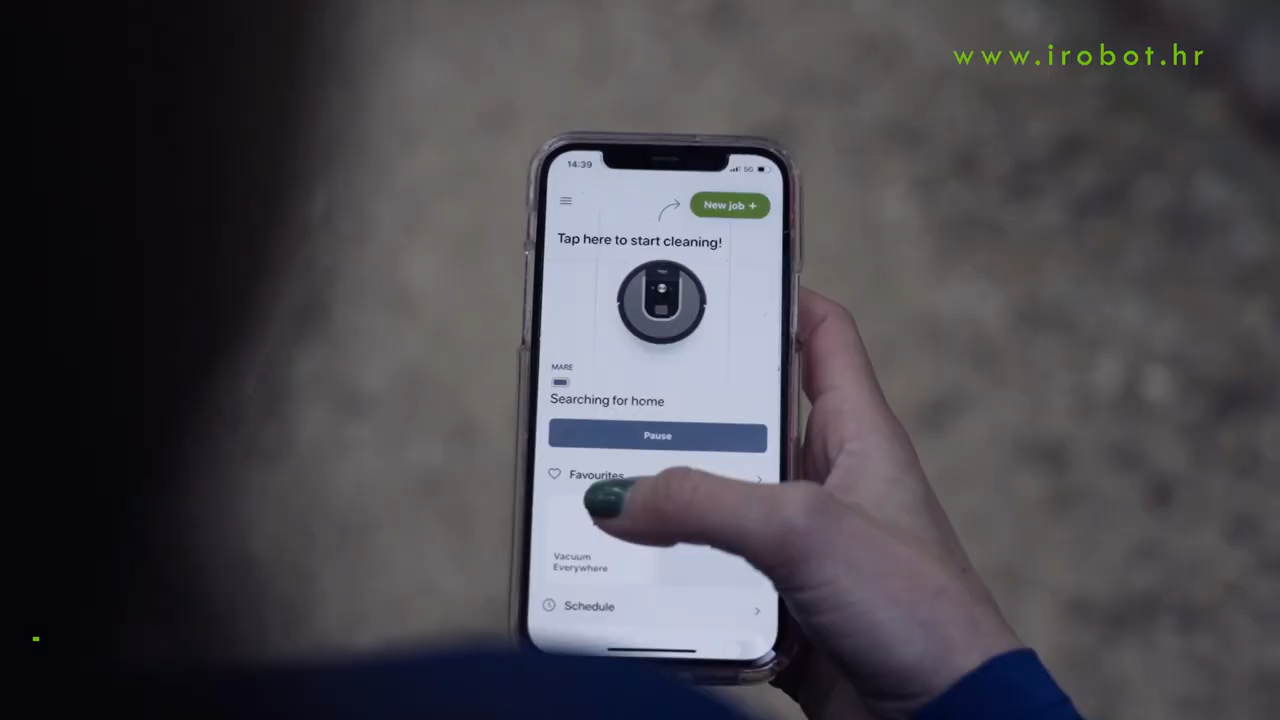 www.irobot.hr
14:39
5G
New job +
Tap here to start cleaning!
MARE
Searching for home
Pause
Favourites
Vacuum
Everywhere
Schedule